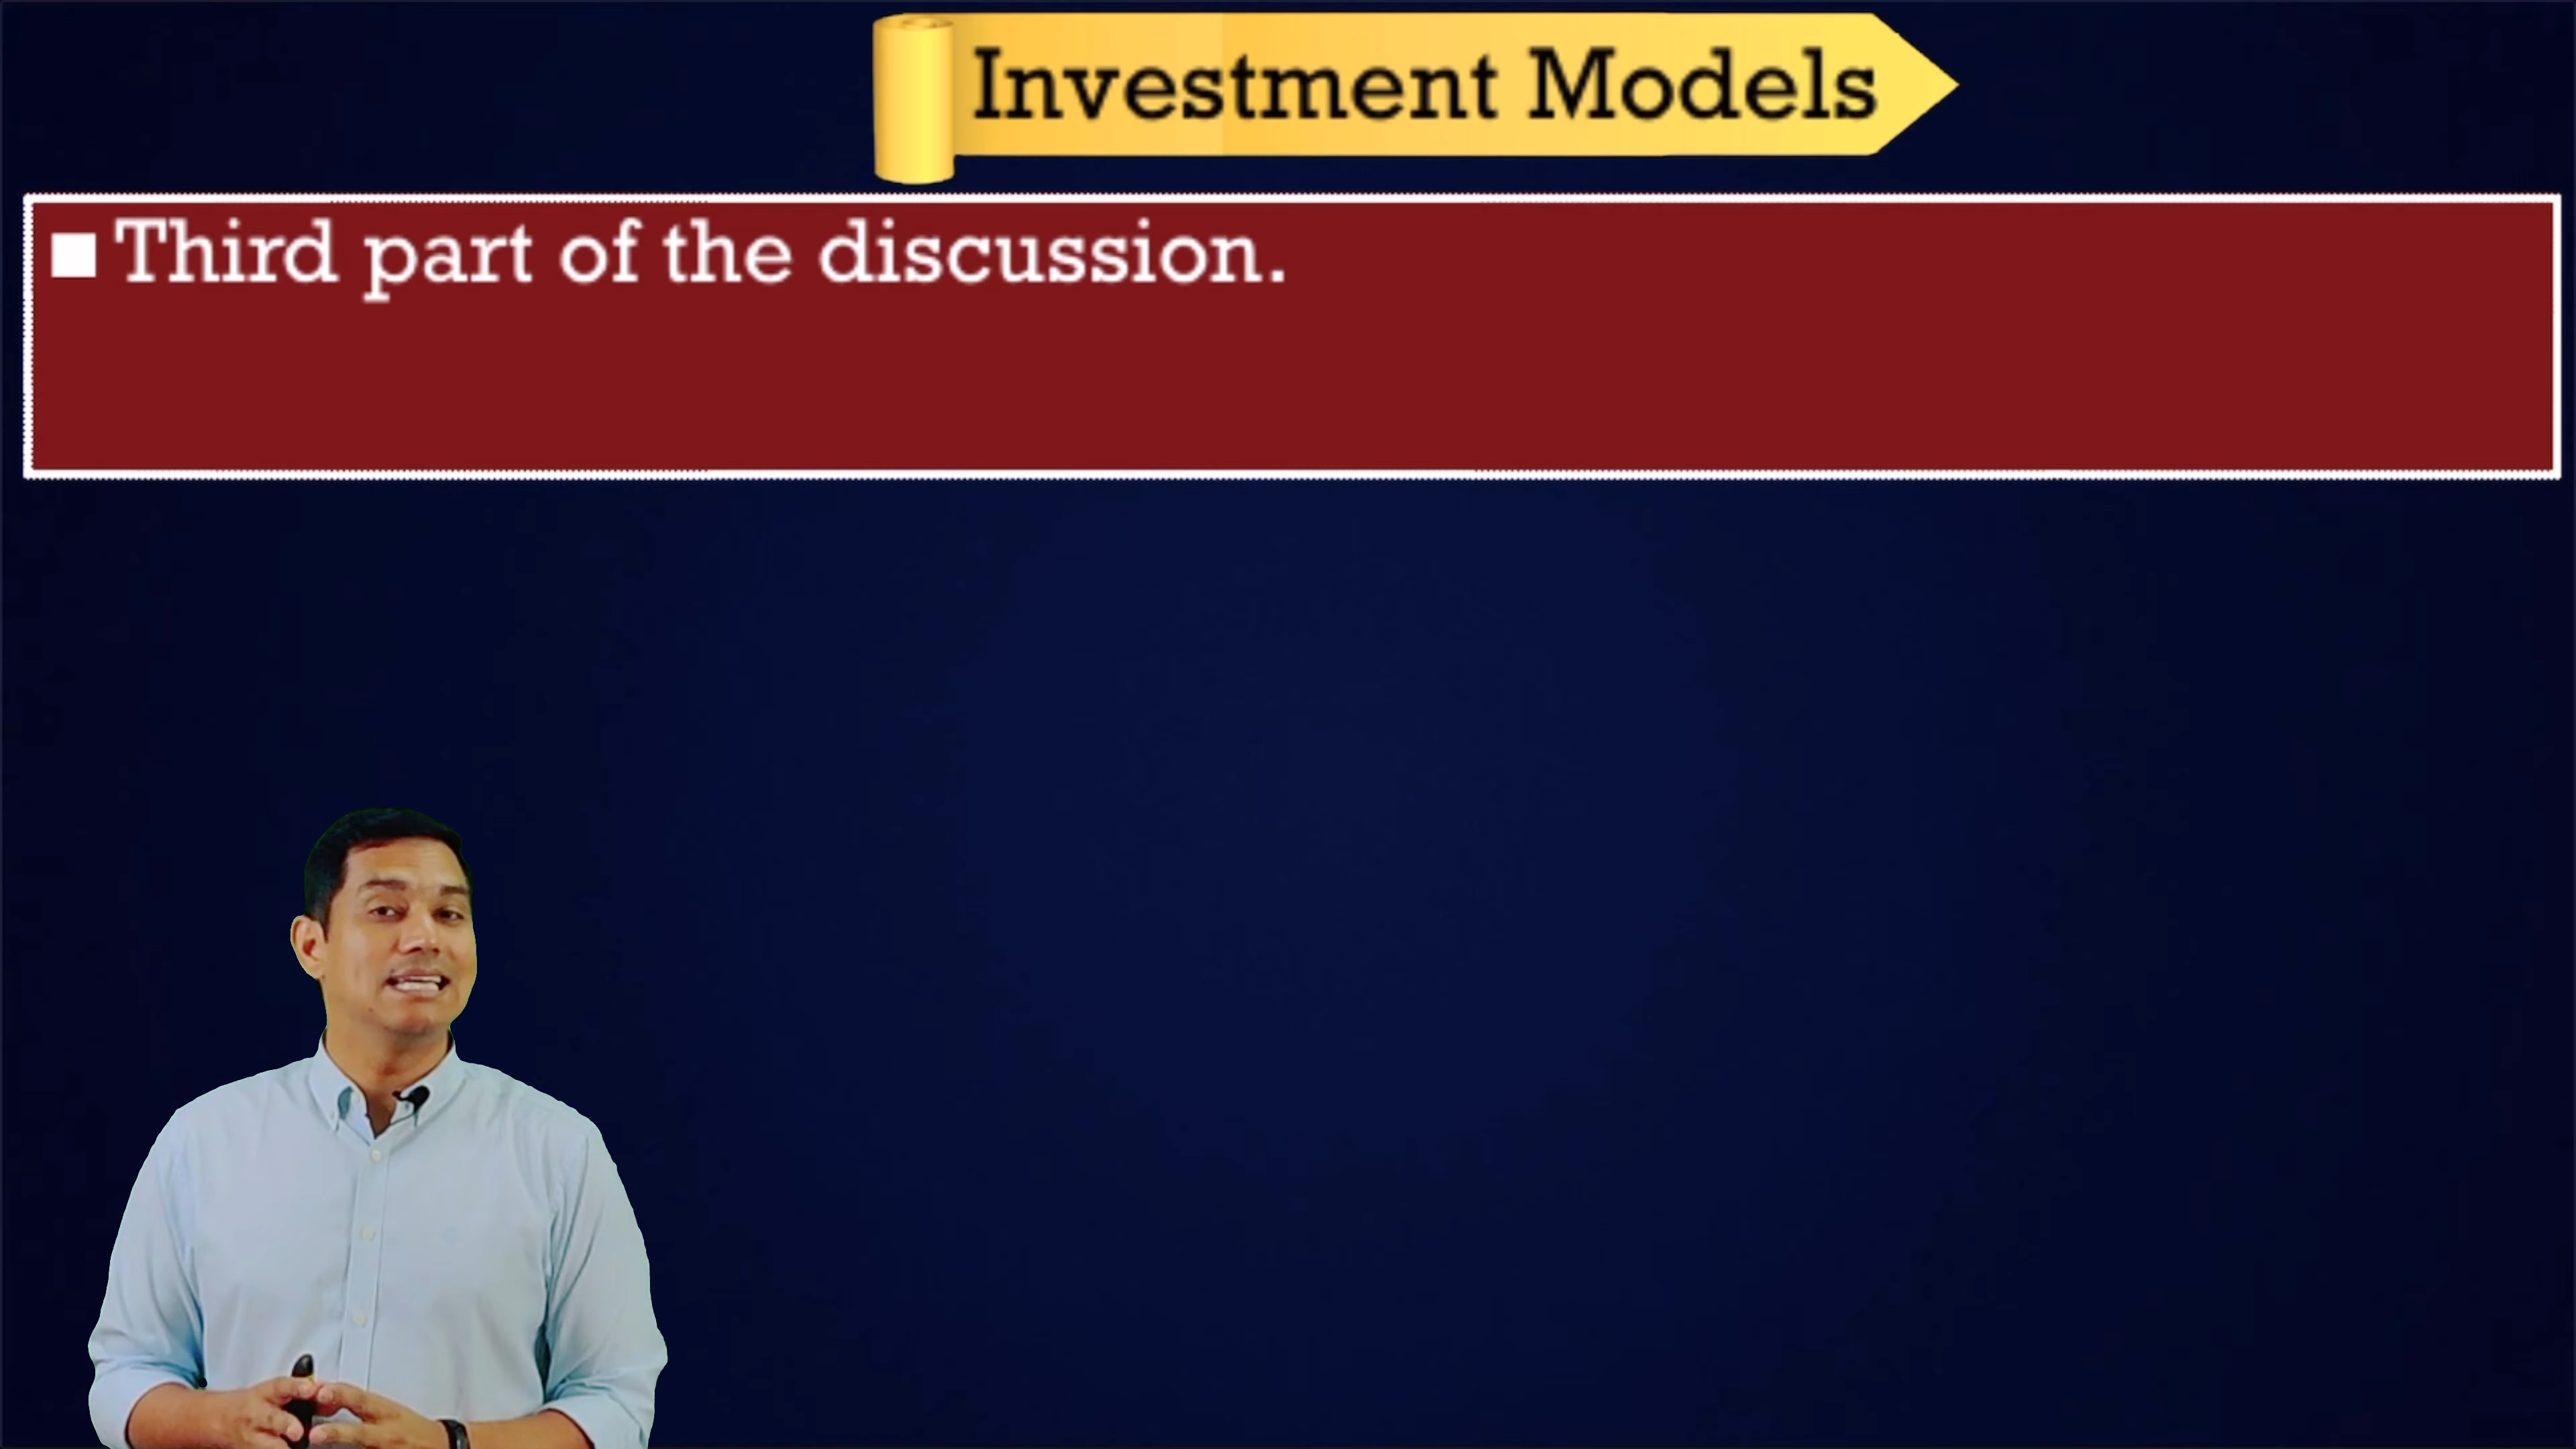 Investment Models
Third part of the discussion.